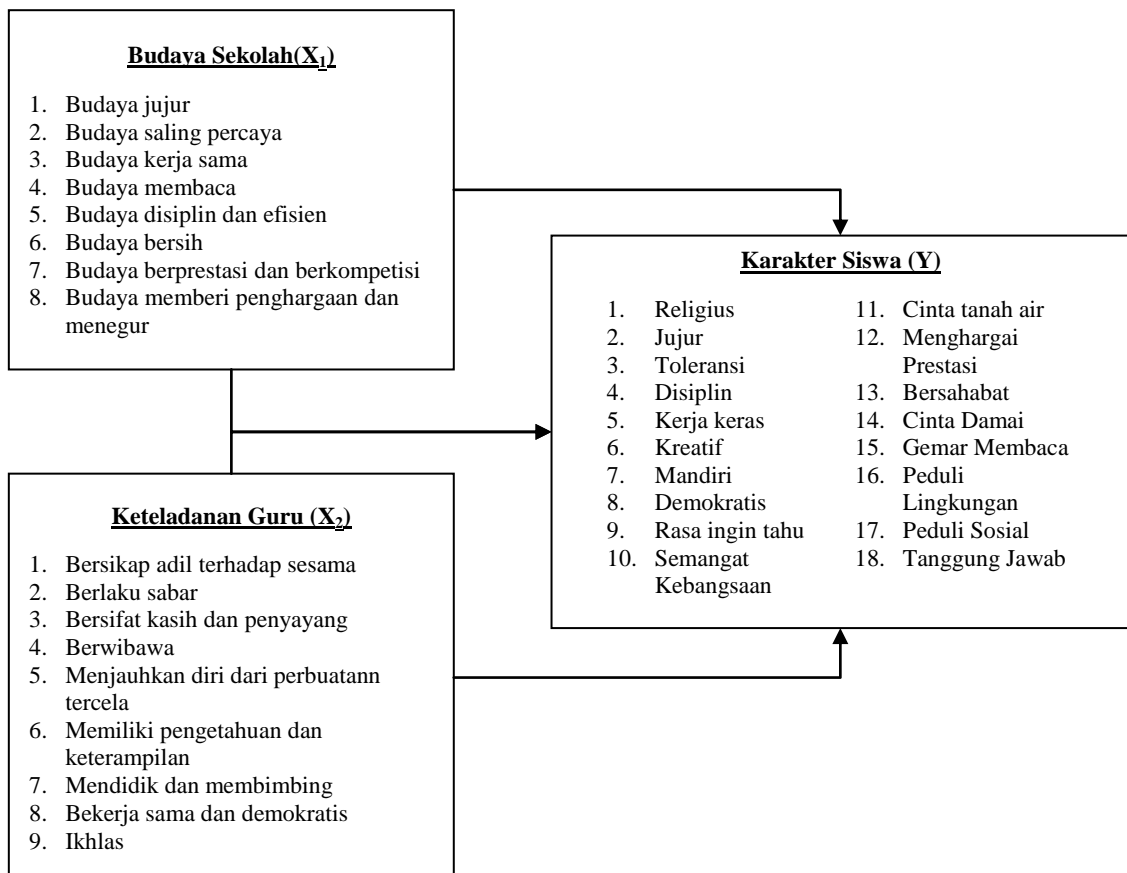 Budaya Sekolah(X1)
1. Budaya jujur
2. Budaya saling percaya
3. Budaya kerja sama
4. Budaya membaca
5. Budaya disiplin dan efisien
6. Budaya bersih
7. Budaya berprestasi dan berkompetisi
8. Budaya memberi penghargaan dan
menegur
Keteladanan Guru (X2)
1. Bersikap adil terhadap sesama
2. Berlaku sabar
3. Bersifat kasih dan penyayang
4. Berwibawa
5. Menjauhkan diri dari perbuatann
tercela
6. Memiliki pengetahuan dan
keterampilan
7. Mendidik dan membimbing
8. Bekerja sama dan demokratis
9. Ikhlas
Karakter Siswa (Y)
1. Religius
2. Jujur
3. Toleransi
4. Disiplin
5. Kerja keras
6. Kreatif
7. Mandiri
8. Demokratis
9. Rasa ingin tahu
10. Semangat
Kebangsaan
11. Cinta tanah air
12. Menghargai
Prestasi
13. Bersahabat
14. Cinta Damai
15. Gemar Membaca
16. Peduli
Lingkungan
17. Peduli Sosial
18. Tanggung Jawab